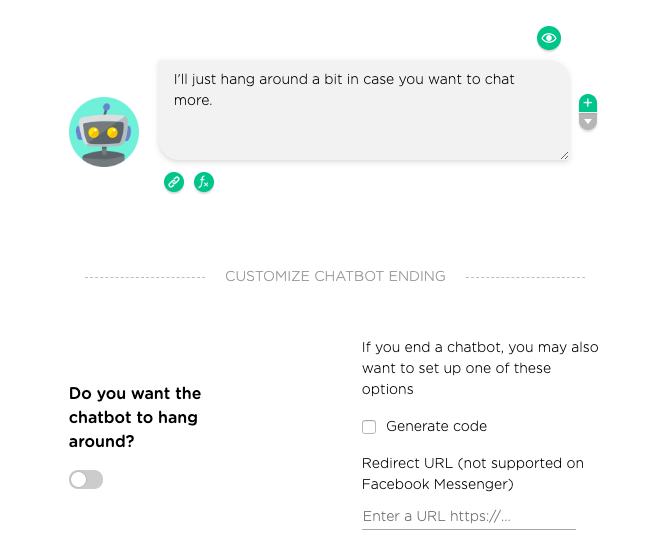 I'll just hang around a bit in case you want to chat
more.
fx
CUSTOMIZE CHATBOT ENDING
Do you want the
chatbot to hang
around?
If you end a chatbot, you may also
want to set up one of these
options
Generate code
Redirect URL (not supported on
Facebook Messenger)
Enter a URL https://...